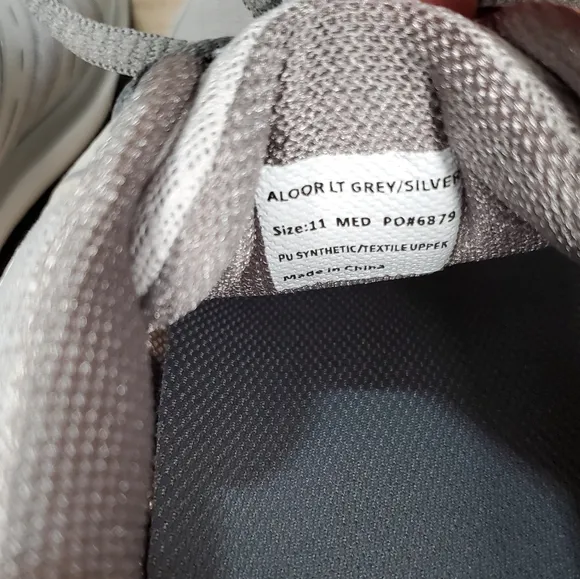 ALOOR LT GREY/SILVER
Size:11 MED PO#6879
PU SYNTHETIC/TEXTILE UPPER
Made in China